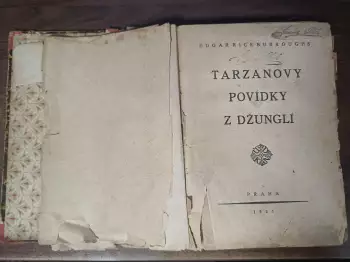 EDGAR RICE BURROUGHS
TARZANOVY
POVÍDKY
Z DŽUNGLÍ
PRAHA